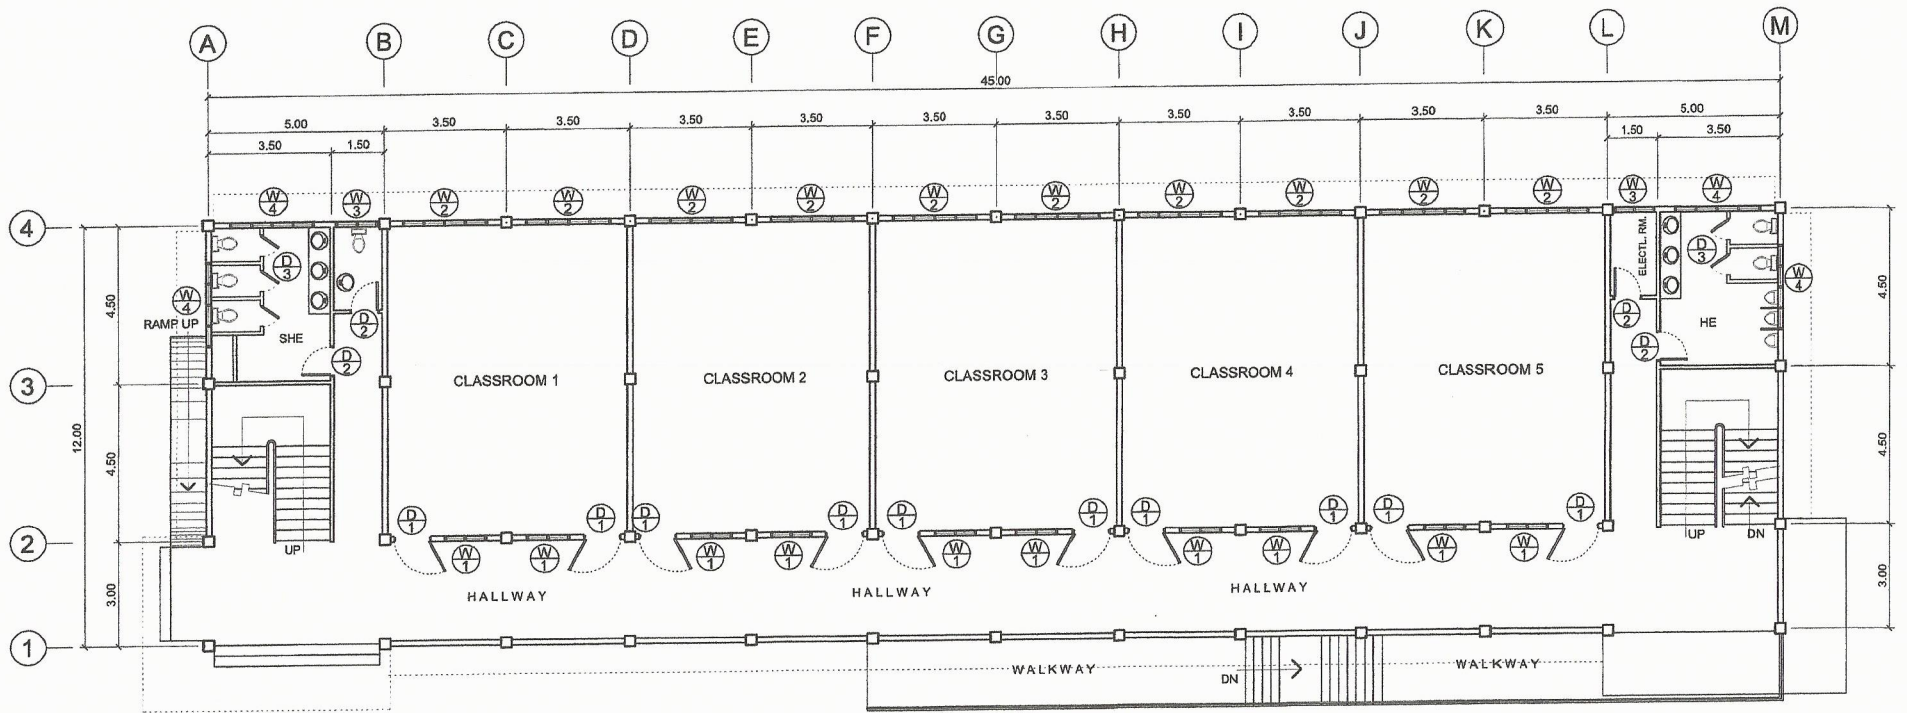 A B C D E F G H I J K L M
45.00
5.00 3.50 3.50 3.50 3.50 3.50 3.50 3.50 3.50 3.50 3.50 5.00
3.50 1.50 1.50 3.50
W 4 W 3 W 2 W 2 W 2 W 2 W 2 W 2 W 2 W 2 W 2 W 2 W 3 W 4
4
D 3 ELECTL. RM. D 3
W 4 W 4
4.50 4.50
RAMP UP SHE D 2 D 2 HE
D 2 D 2
3
CLASSROOM 1 CLASSROOM 2 CLASSROOM 3 CLASSROOM 4 CLASSROOM 5
12.00
4.50 4.50
D 1 D 1 D 1 D 1 D 1 D 1 D 1 D 1 D 1 D 1
2
UP UP DN
W 1 W 1 W 1 W 1 W 1 W 1 W 1 W 1 W 1 W 1
3.00 3.00
HALLWAY HALLWAY HALLWAY
1
WALKWAY WALKWAY
DN